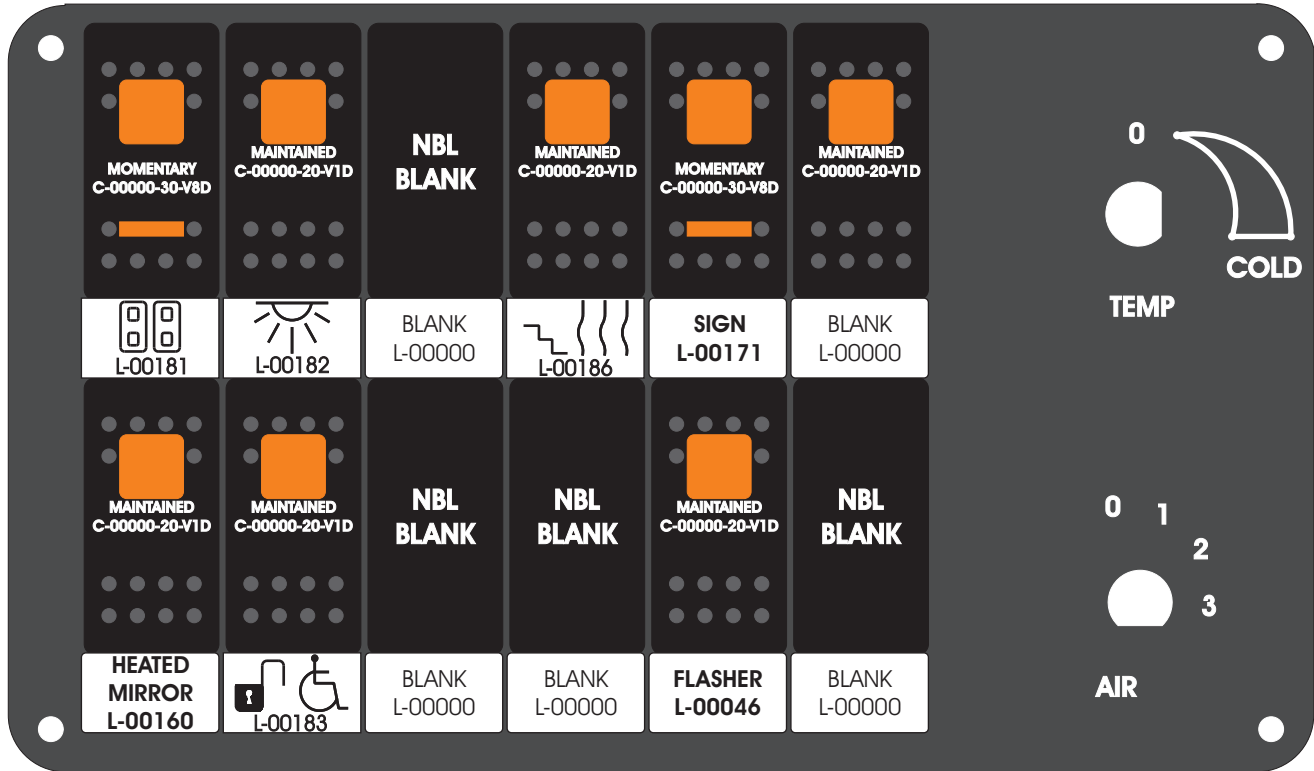 MOMENTARY
C-00000-30-V8D
MAINTAINED
C-00000-20-V1D
NBL
BLANK
MAINTAINED
C-00000-20-V1D
MOMENTARY
C-00000-30-V8D
MAINTAINED
C-00000-20-V1D
L-00181
L-00182
BLANK
L-00000
L-00186
SIGN
L-00171
BLANK
L-00000
MAINTAINED
C-00000-20-V1D
MAINTAINED
C-00000-20-V1D
NBL
BLANK
NBL
BLANK
MAINTAINED
C-00000-20-V1D
NBL
BLANK
HEATED
MIRROR
L-00160
L-00183
BLANK
L-00000
BLANK
L-00000
FLASHER
L-00046
BLANK
L-00000
0
COLD
TEMP
0
1
2
3
AIR